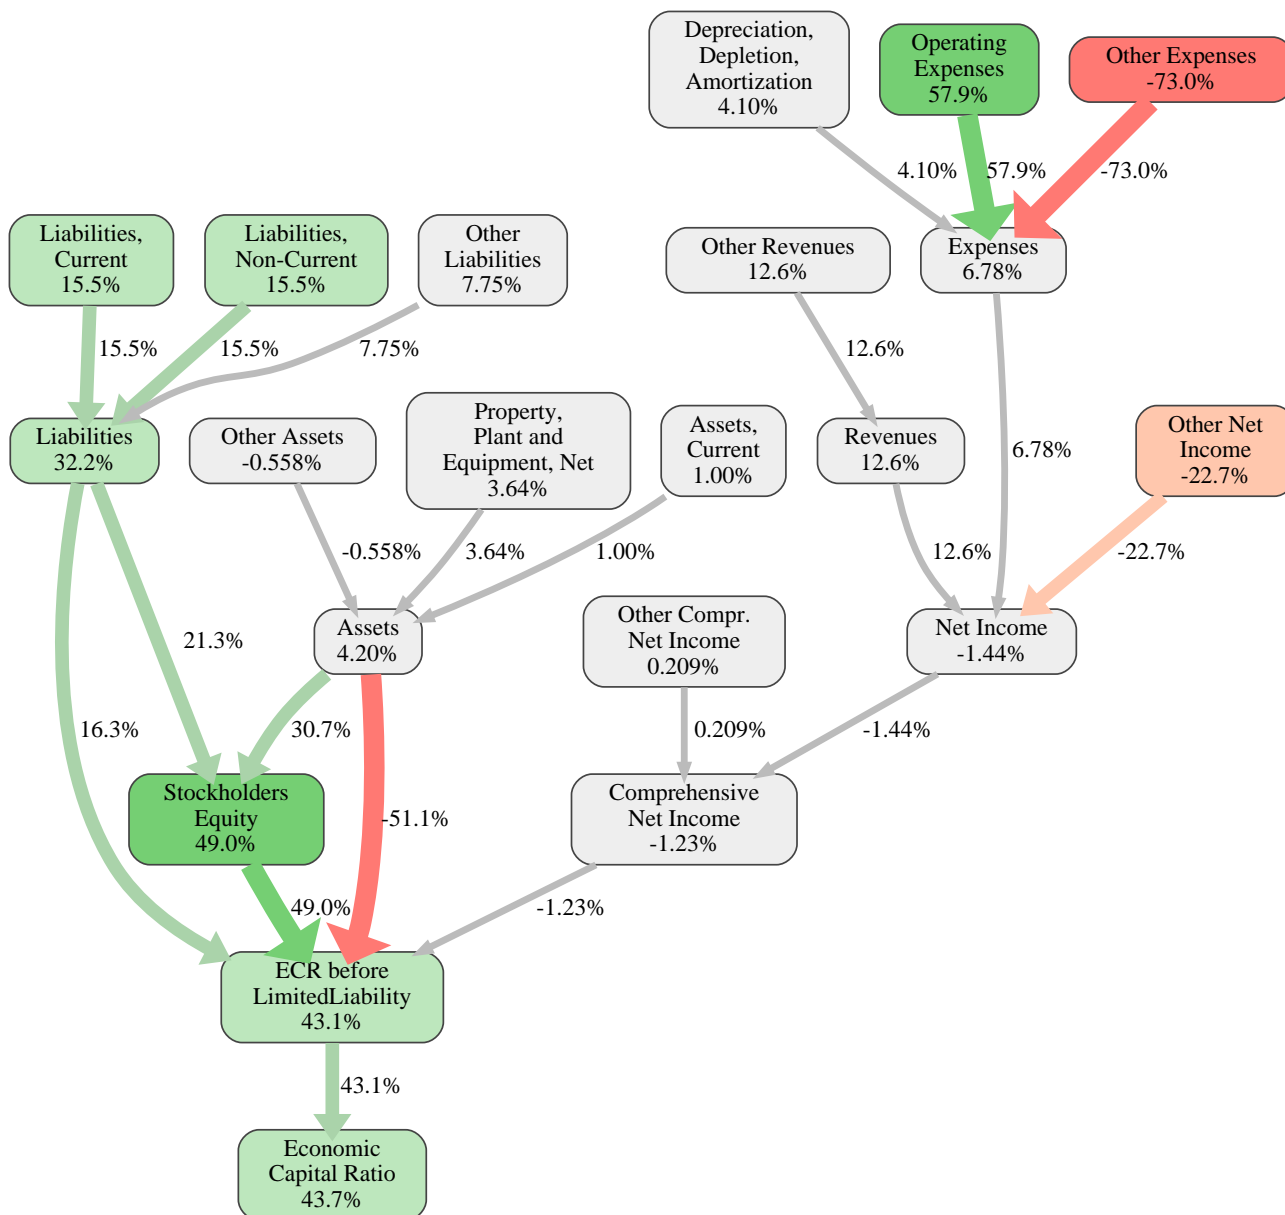 Depreciation,
Depletion,
Amortization
4.10%
Operating
Expenses
57.9%
Other Expenses
-73.0%
4.10%
57.9%
-73.0%
Liabilities,
Current
15.5%
Liabilities,
Non-Current
15.5%
Other
Liabilities
7.75%
Other Revenues
12.6%
Expenses
6.78%
15.5%
15.5%
7.75%
12.6%
6.78%
Liabilities
32.2%
Other Assets
-0.558%
Property,
Plant and
Equipment, Net
3.64%
Assets,
Current
1.00%
Revenues
12.6%
Other Net
Income
-22.7%
-0.558%
3.64%
1.00%
12.6%
-22.7%
21.3%
Assets
4.20%
Other Compr.
Net Income
0.209%
Net Income
-1.44%
16.3%
30.7%
-51.1%
0.209%
-1.44%
Stockholders
Equity
49.0%
Comprehensive
Net Income
-1.23%
49.0%
-1.23%
ECR before
LimitedLiability
43.1%
43.1%
Economic
Capital Ratio
43.7%